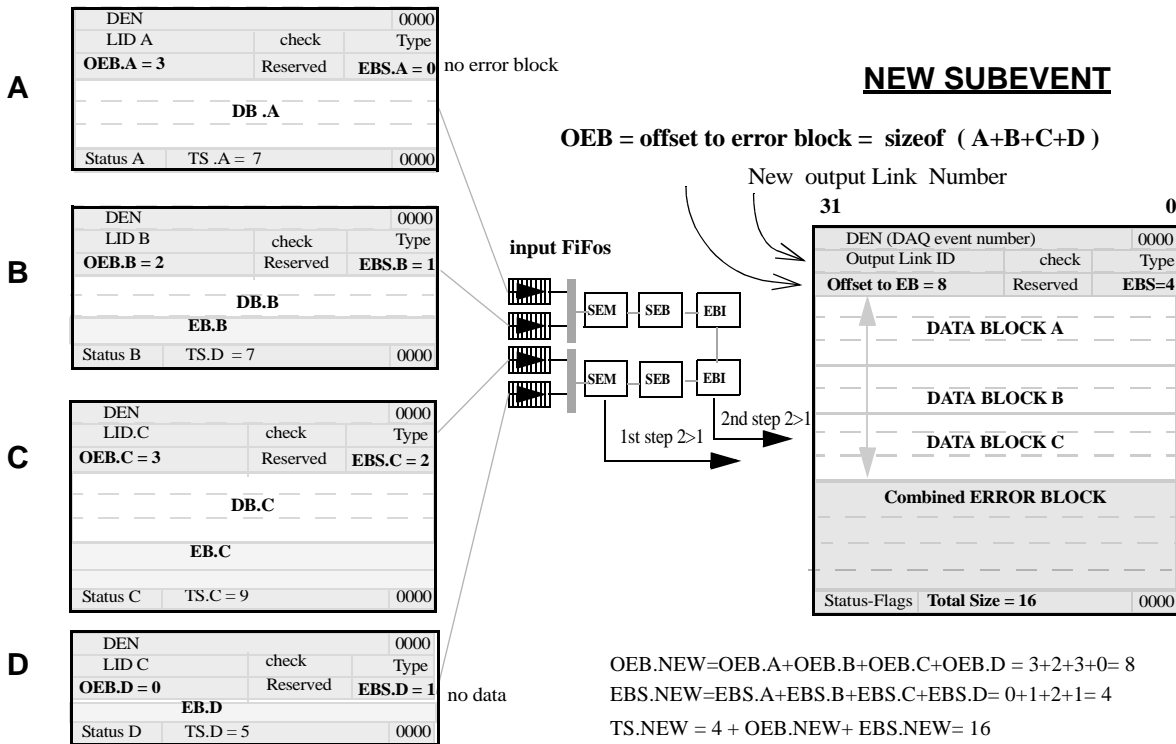 A
DEN 0000
LID A check Type
OEB.A = 3 Reserved EBS.A = 0 no error block
DB .A
Status A TS .A = 7 0000
B
DEN 0000
LID B check Type
OEB.B = 2 Reserved EBS.B = 1
DB.B
EB.B
Status B TS.D = 7 0000
C
DEN 0000
LID.C check Type
OEB.C = 3 Reserved EBS.C = 2
DB.C
EB.C
Status C TS.C = 9 0000
D
DEN 0000
LID C check Type
OEB.D = 0 Reserved EBS.D = 1 no data
EB.D
Status D TS.D = 5 0000
input FiFos
SEM SEB EBI
SEM SEB EBI
1st step 2>1
2nd step 2>1
NEW SUBEVENT
OEB = offset to error block = sizeof ( A+B+C+D )
New output Link Number
31 0
DEN (DAQ event number) 0000
Output Link ID check Type
Offset to EB = 8 Reserved EBS=4
DATA BLOCK A
DATA BLOCK B
DATA BLOCK C
Combined ERROR BLOCK
Status-Flags Total Size = 16 0000
OEB.NEW=OEB.A+OEB.B+OEB.C+OEB.D = 3+2+3+0= 8
EBS.NEW=EBS.A+EBS.B+EBS.C+EBS.D= 0+1+2+1= 4
TS.NEW = 4 + OEB.NEW+ EBS.NEW= 16